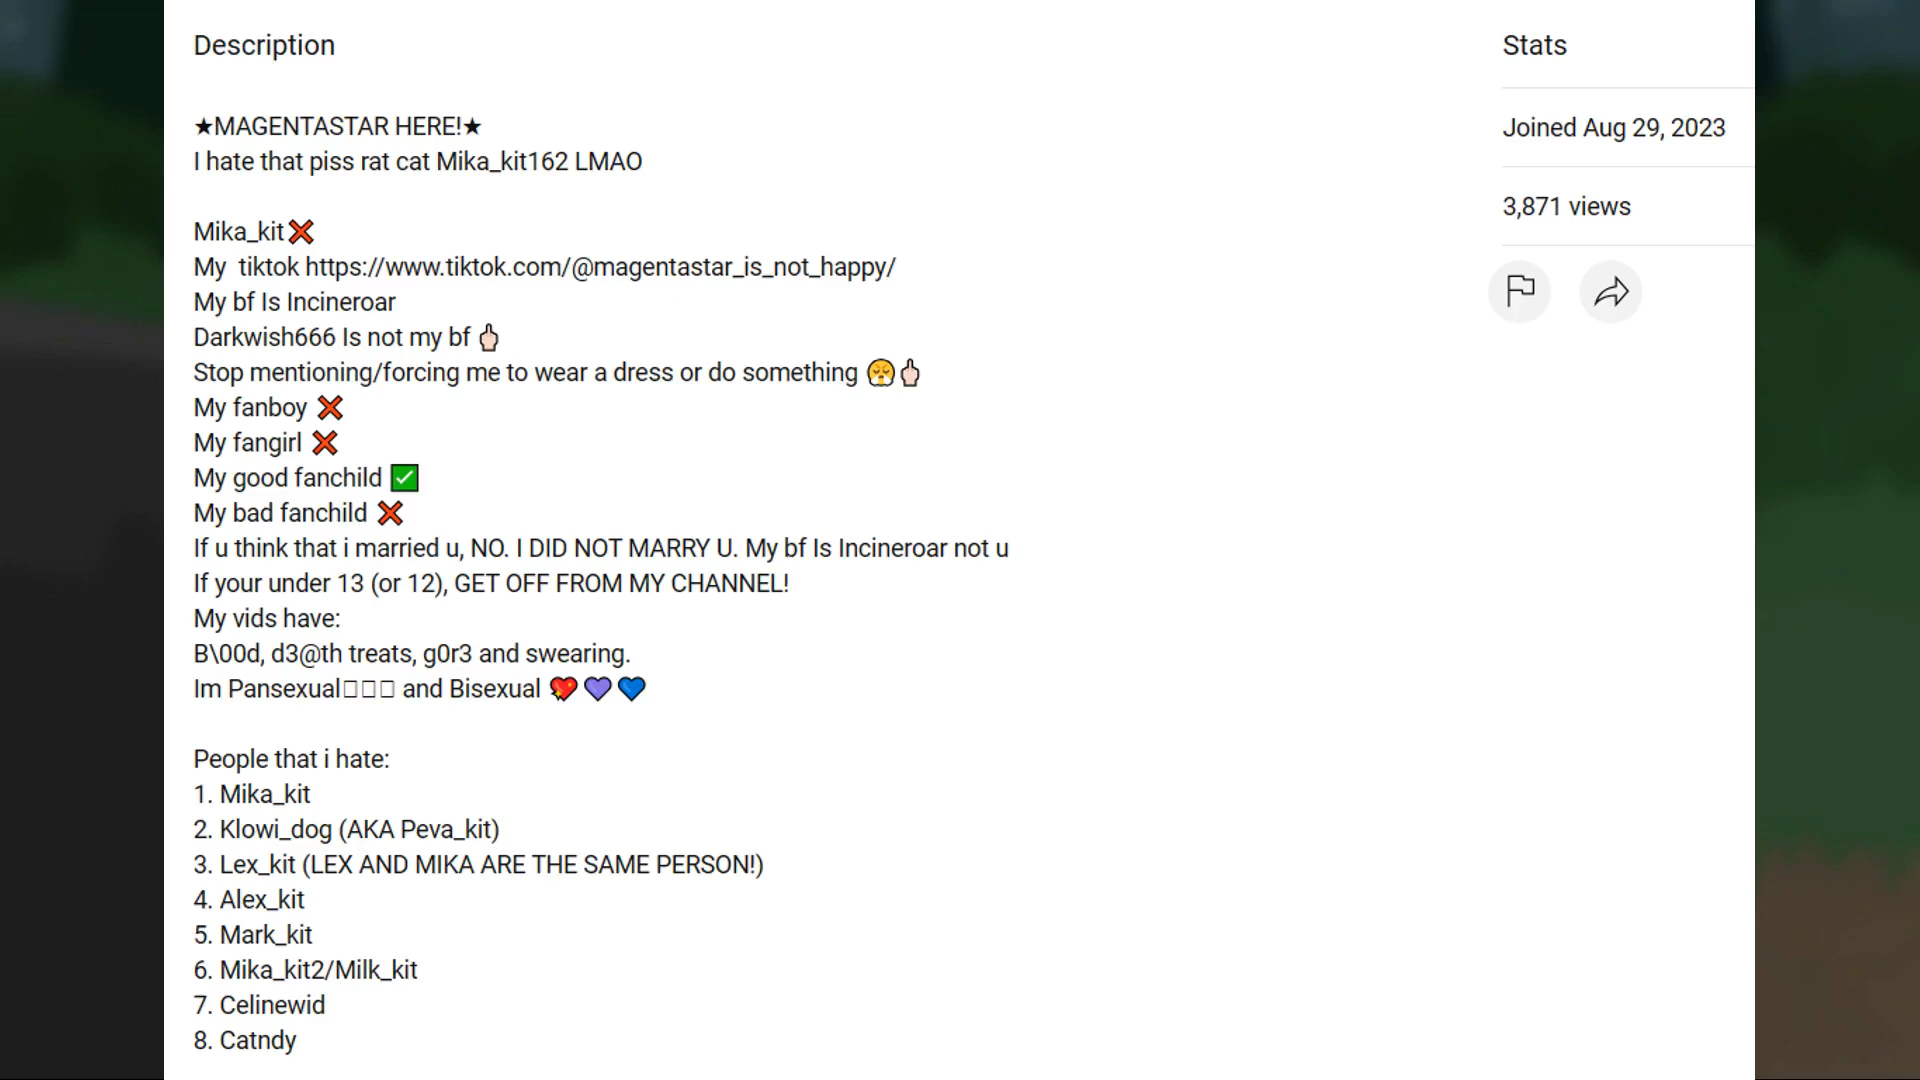 Description
★MAGENTASTAR HERE!★
I hate that piss rat cat Mika_kit162 LMAO
Mika_kit❌
My  tiktok https://www.tiktok.com/@magentastar_is_not_happy/
My bf Is Incineroar
Darkwish666 Is not my bf 🖕🏻
Stop mentioning/forcing me to wear a dress or do something 😤🖕🏻
My fanboy ❌
My fangirl ❌
My good fanchild ✅
My bad fanchild ❌
If u think that i married u, NO. I DID NOT MARRY U. My bf Is Incineroar not u
If your under 13 (or 12), GET OFF FROM MY CHANNEL!
My vids have:
B\00d, d3@th treats, g0r3 and swearing.
Im Pansexual□□□ and Bisexual 💖💜💙
People that i hate:
1. Mika_kit
2. Klowi_dog (AKA Peva_kit)
3. Lex_kit (LEX AND MIKA ARE THE SAME PERSON!)
4. Alex_kit
5. Mark_kit
6. Mika_kit2/Milk_kit
7. Celinewid
8. Catndy
Stats
Joined Aug 29, 2023
3,871 views